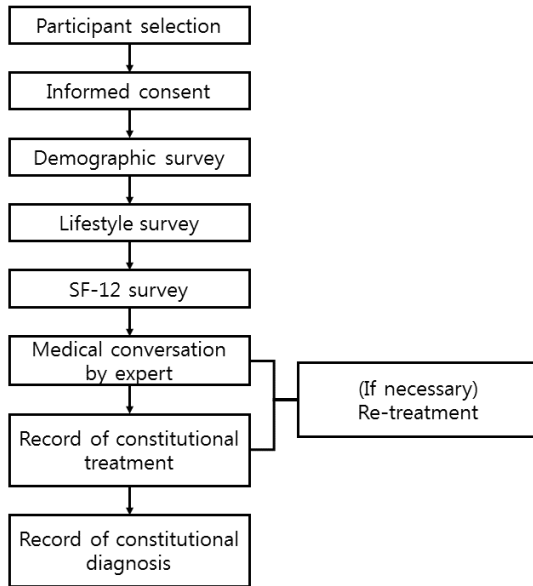 Participant selection
Informed consent
Demographic survey
Lifestyle survey
SF-12 survey
Medical conversation
by expert
(If necessary)
Re-treatment
Record of constitutional
treatment
Record of constitutional
diagnosis